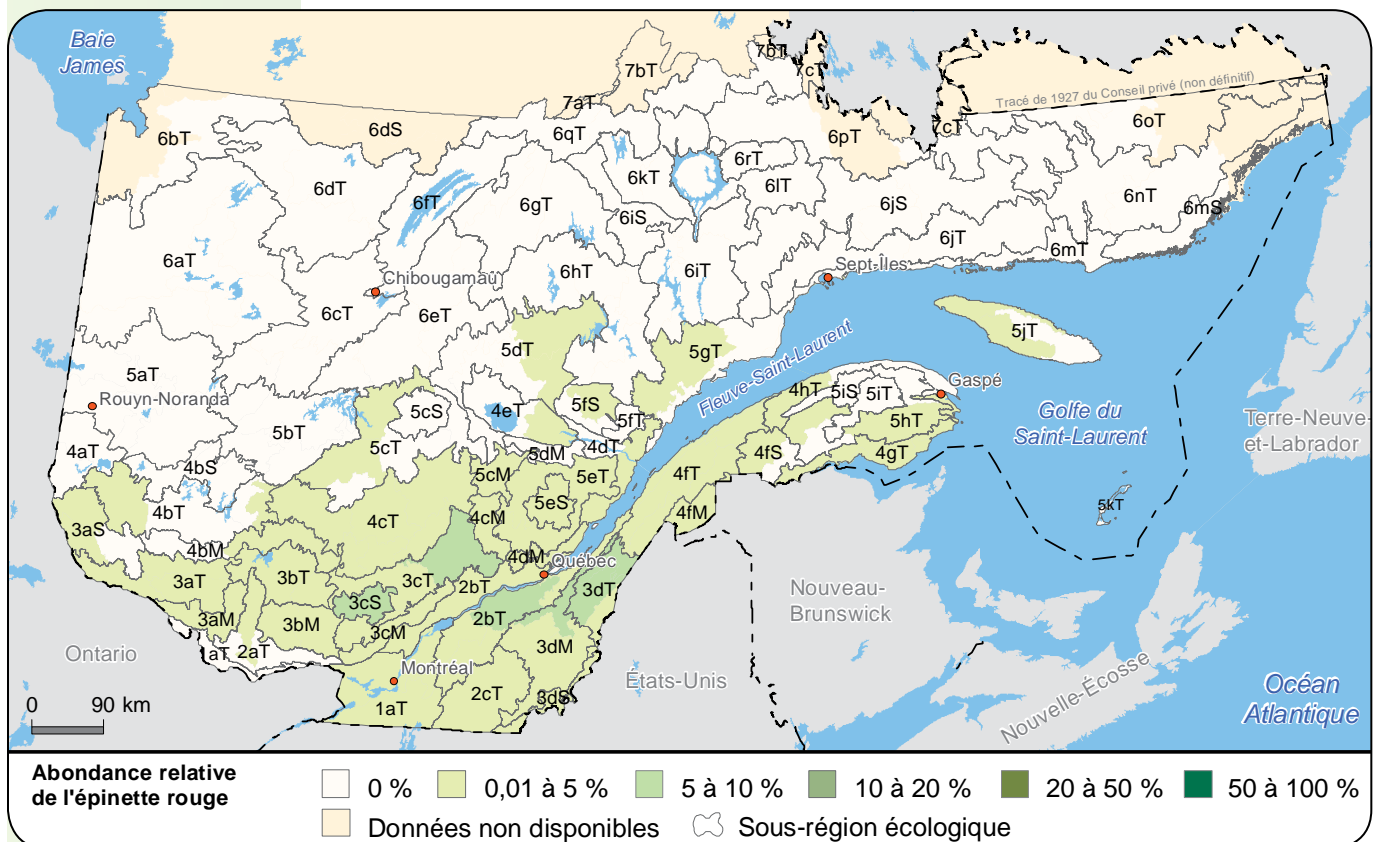 Baie
James
7bT
7bT
7cT
7aT
Tracé de 1927 du Conseil privé (non définitif)
6bT
6dS
6qT
6pT
7cT
6oT
6dT
6fT
6kT
6rT
6lT
6gT
6iS
6jS
6nT
6mS
6aT
6hT
6iT
6jT
6mT
Chibougamau
Sept-Îles
6cT
6eT
5dT
5gT
5jT
Fleuve-Saint-Laurent
5aT
Rouyn-Noranda
5cS
4eT
5fS
5fT
4hT
5iS
5iT
Gaspé
5hT
Golfe du
Saint-Laurent
Terre-Neuve-
et-Labrador
5bT
5cT
5dM
4dT
4aT
4bS
4fS
4gT
5cM
5eT
4fT
5eS
5kT
3aS
4bT
4cT
4cM
4fM
4bM
4dM
Québec
3aT
3bT
3cT
2bT
3dT
3cS
Nouveau-
Brunswick
3aM
3bM
3cM
2bT
3dM
Ontario
1aT
2aT
Montréal
2cT
3dS
1aT
États-Unis
Nouvelle-Écosse
Océan
Atlantique
0 90 km
Abondance relative
de l'épinette rouge
0 % 0,01 à 5 % 5 à 10 % 10 à 20 % 20 à 50 % 50 à 100 %
Données non disponibles Sous-région écologique